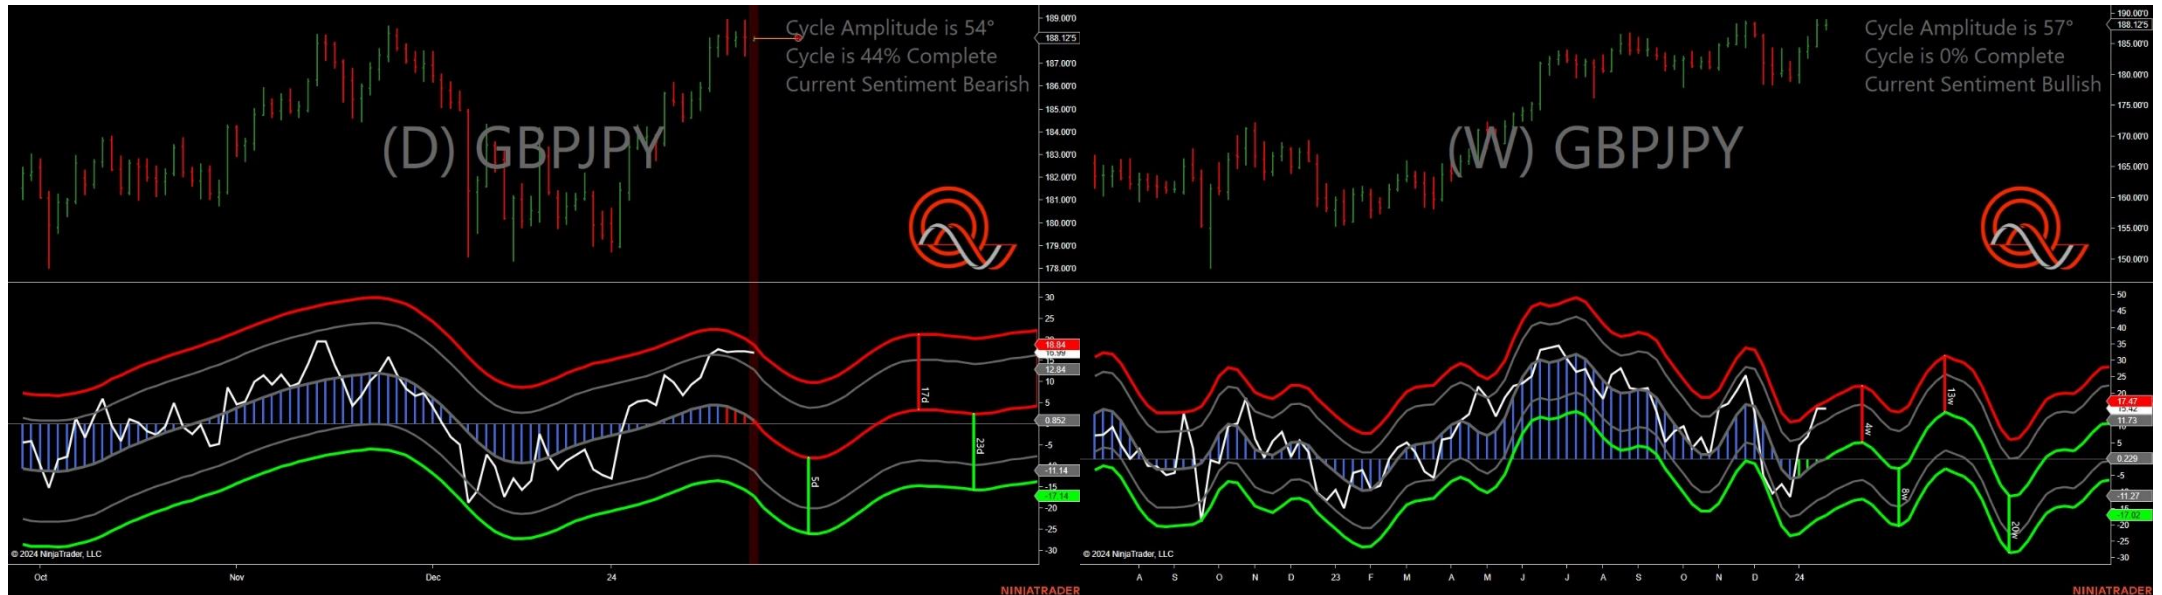 Cycle Amplitude is 54°
Cycle is 44% Complete
Current Sentiment Bearish
(D) GBPJPY
189.00'0
188.12'5
187.00'0
186.00'0
185.00'0
184.00'0
183.00'0
182.00'0
181.00'0
180.00'0
179.00'0
178.00'0
30
25
18.84
16.99
12.84
10
5
0.852
-5
-11.14
-15
-17.14
-20
-25
-30
17d
23d
5d
© 2024 NinjaTrader, LLC
Oct
Nov
Dec
24
NINJATRADER
Cycle Amplitude is 57°
Cycle is 0% Complete
Current Sentiment Bullish
(W) GBPJPY
190.00'0
188.12'5
185.00'0
180.00'0
175.00'0
170.00'0
165.00'0
160.00'0
155.00'0
150.00'0
50
45
40
35
30
25
20
17.47
15.42
11.73
5
0.229
-5
-11.27
-17.02
-20
-25
-30
4w
13w
8w
20w
© 2024 NinjaTrader, LLC
A
S
O
N
D
23
F
M
A
M
J
J
A
S
O
N
D
24
NINJATRADER